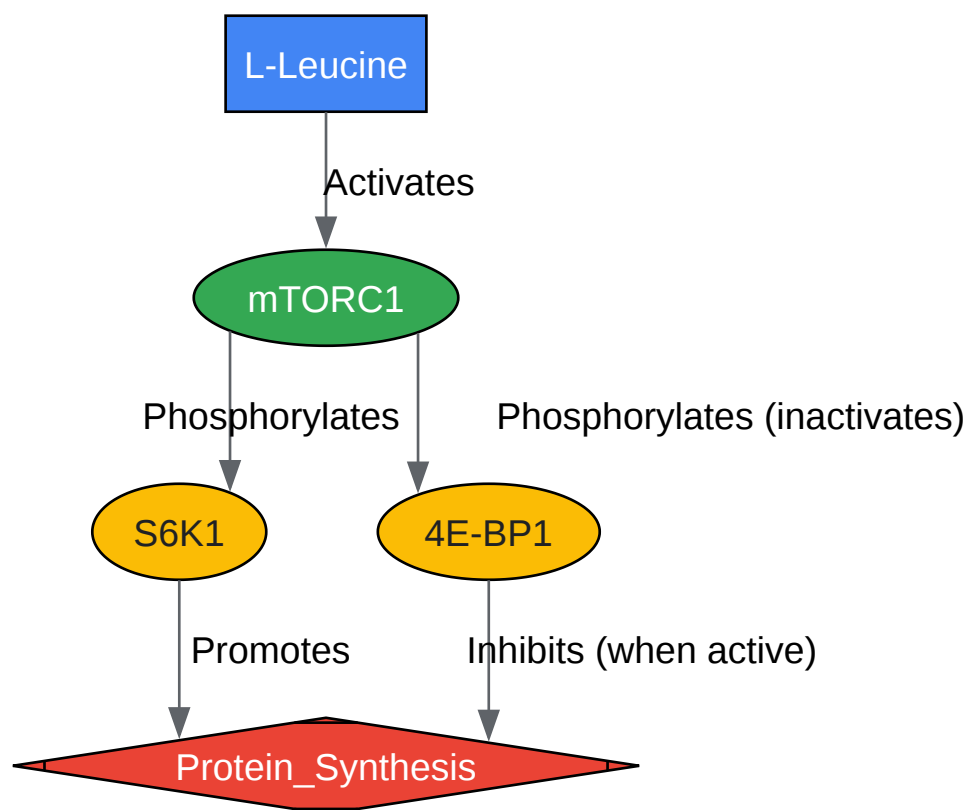 L-Leucine
Activates
mTORC1
Phosphorylates
Phosphorylates (inactivates)
S6K1
4E-BP1
Promotes
Inhibits (when active)
Protein_Synthesis